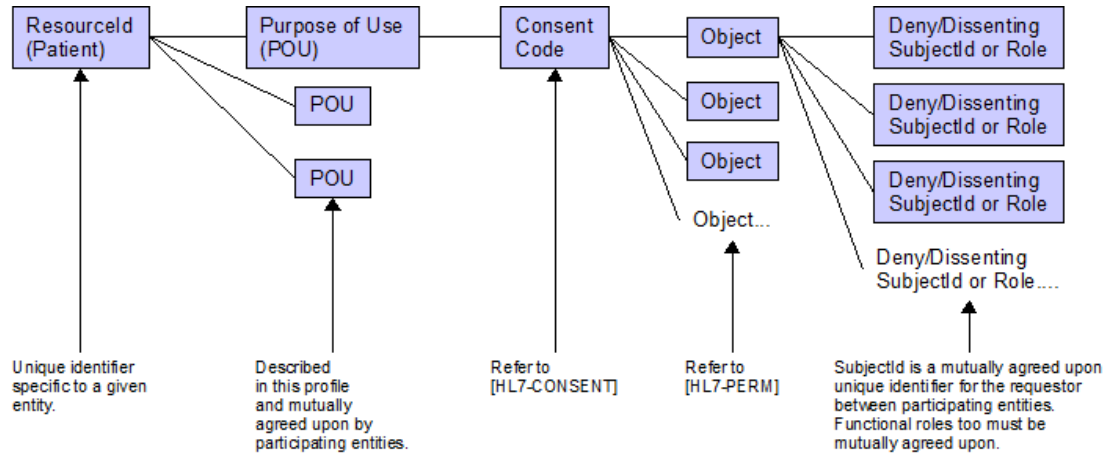 ResourceId
(Patient)
Purpose of Use
(POU)
Consent
Code
Object
Deny/Dissenting
SubjectId or Role
POU
Object
Deny/Dissenting
SubjectId or Role
POU
Object
Deny/Dissenting
SubjectId or Role
Object...
Deny/Dissenting
SubjectId or Role....
Unique identifier
specific to a given
entity.
Described
in this profile
and mutually
agreed upon by
participating entities.
Refer to
[HL7-CONSENT]
Refer to
[HL7-PERM]
SubjectId is a mutually agreed upon
unique identifier for the requestor
between participating entities.
Functional roles too must be
mutually agreed upon.